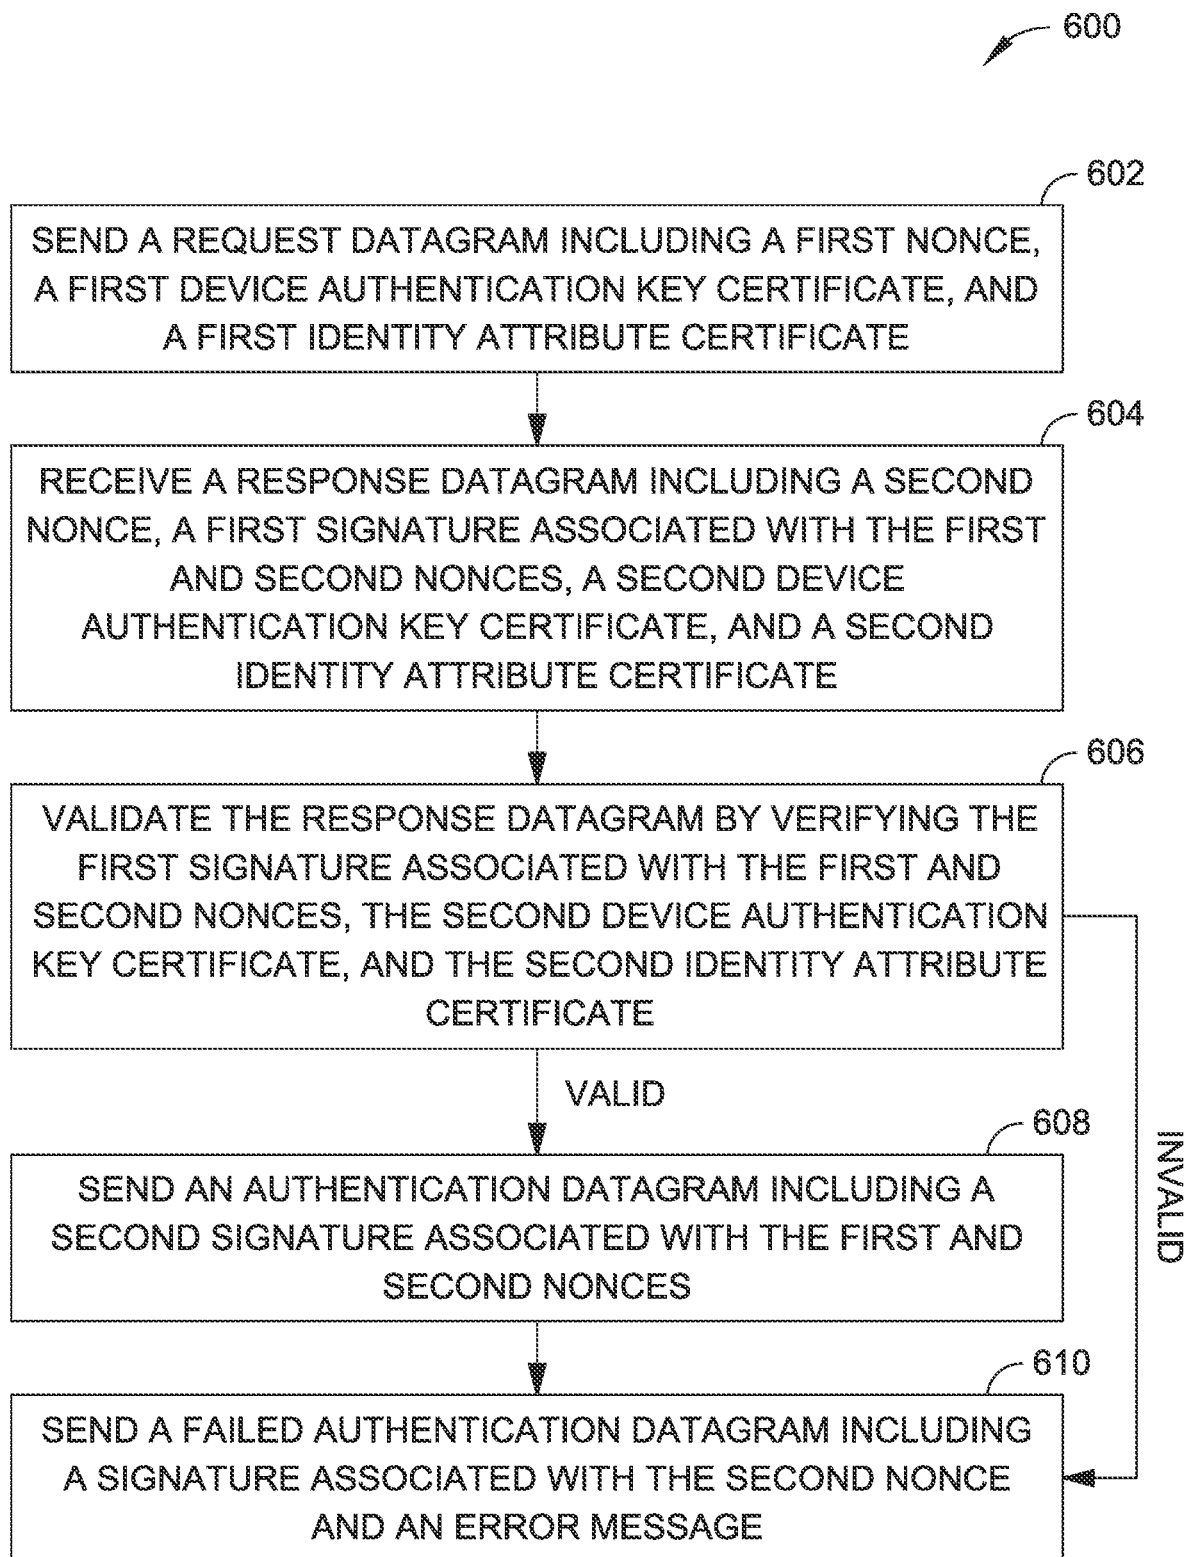 600
602
SEND A REQUEST DATAGRAM INCLUDING A FIRST NONCE,
A FIRST DEVICE AUTHENTICATION KEY CERTIFICATE, AND
A FIRST IDENTITY ATTRIBUTE CERTIFICATE
604
RECEIVE A RESPONSE DATAGRAM INCLUDING A SECOND
NONCE, A FIRST SIGNATURE ASSOCIATED WITH THE FIRST
AND SECOND NONCES, A SECOND DEVICE
AUTHENTICATION KEY CERTIFICATE, AND A SECOND
IDENTITY ATTRIBUTE CERTIFICATE
606
VALIDATE THE RESPONSE DATAGRAM BY VERIFYING THE
FIRST SIGNATURE ASSOCIATED WITH THE FIRST AND
SECOND NONCES, THE SECOND DEVICE AUTHENTICATION
KEY CERTIFICATE, AND THE SECOND IDENTITY ATTRIBUTE
CERTIFICATE
VALID
INVALID
608
SEND AN AUTHENTICATION DATAGRAM INCLUDING A
SECOND SIGNATURE ASSOCIATED WITH THE FIRST AND
SECOND NONCES
610
SEND A FAILED AUTHENTICATION DATAGRAM INCLUDING
A SIGNATURE ASSOCIATED WITH THE SECOND NONCE
AND AN ERROR MESSAGE